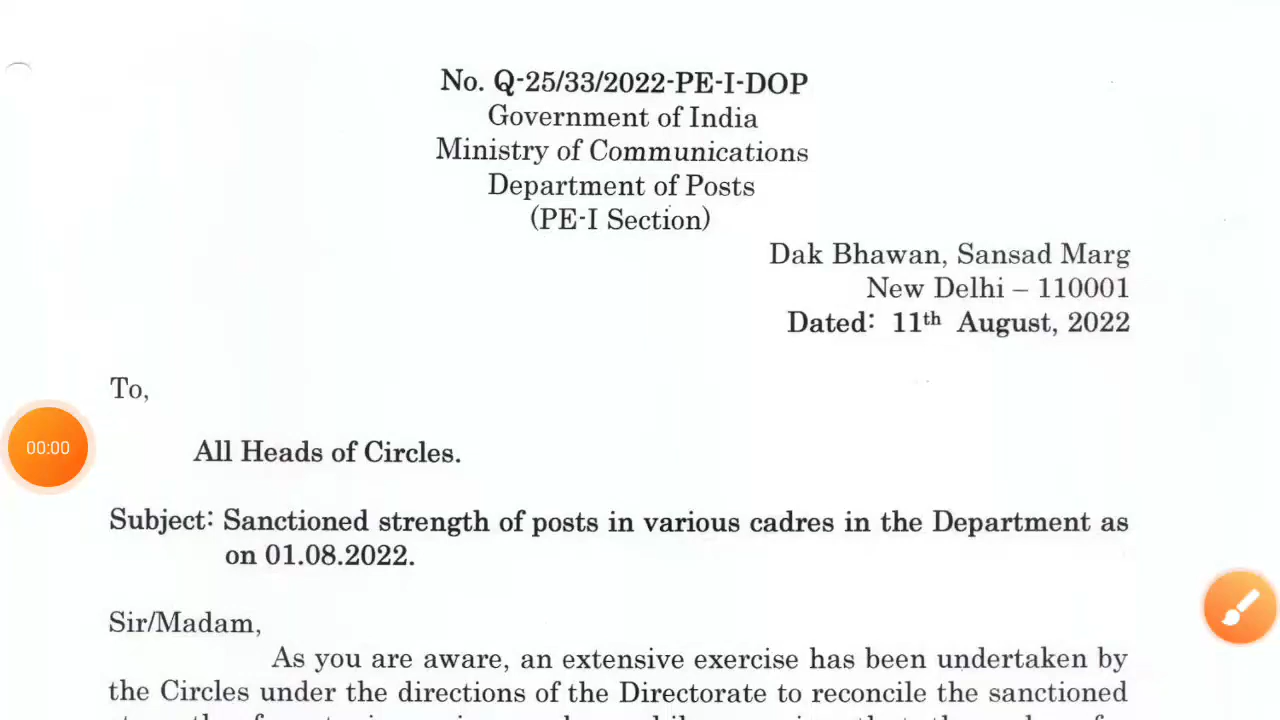 No. Q-25/33/2022-PE-I-DOP
Government of India
Ministry of Communications
Department of Posts
(PE-I Section)
Dak Bhawan, Sansad Marg
New Delhi – 110001
Dated: 11th August, 2022
To,
00:00
All Heads of Circles.
Subject: Sanctioned strength of posts in various cadres in the Department as
on 01.08.2022.
Sir/Madam,
As you are aware, an extensive exercise has been undertaken by
the Circles under the directions of the Directorate to reconcile the sanctioned